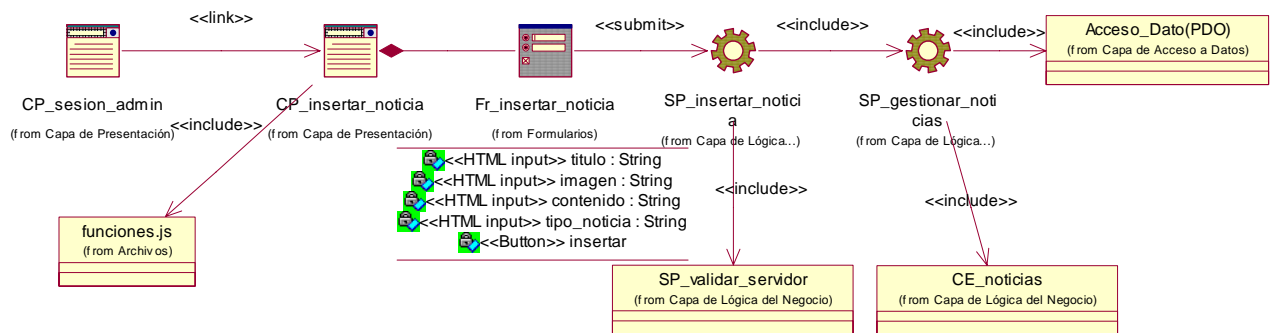 <<link>>
<<submit>>
<<include>>
<<include>>
Acceso_Dato(PDO)
(from Capa de Acceso a Datos)
CP_sesion_admin
(from Capa de Presentación)
CP_insertar_noticia
(from Capa de Presentación)
Fr_insertar_noticia
(from Formularios)
SP_insertar_notici
a
(from Capa de Lógica...)
SP_gestionar_noti
cias
(from Capa de Lógica...)
<<include>>
<<HTML input>> titulo : String
<<HTML input>> imagen : String
<<HTML input>> contenido : String
<<HTML input>> tipo_noticia : String
<<Button>> insertar
<<include>>
<<include>>
funciones.js
(from Archivos)
SP_validar_servidor
(from Capa de Lógica del Negocio)
CE_noticias
(from Capa de Lógica del Negocio)